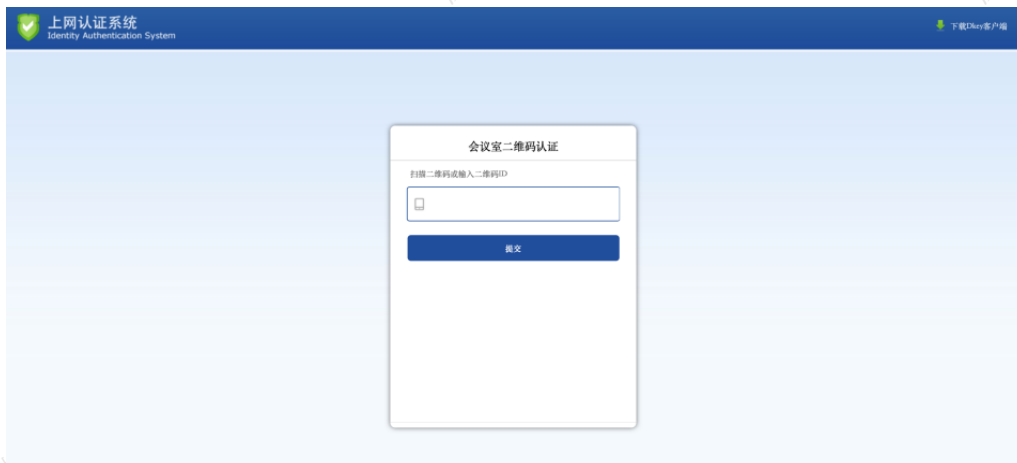 上网认证系统
Identity Authentication System
下载Dkey客户端
会议室二维码认证
扫描二维码或输入二维码ID
提交